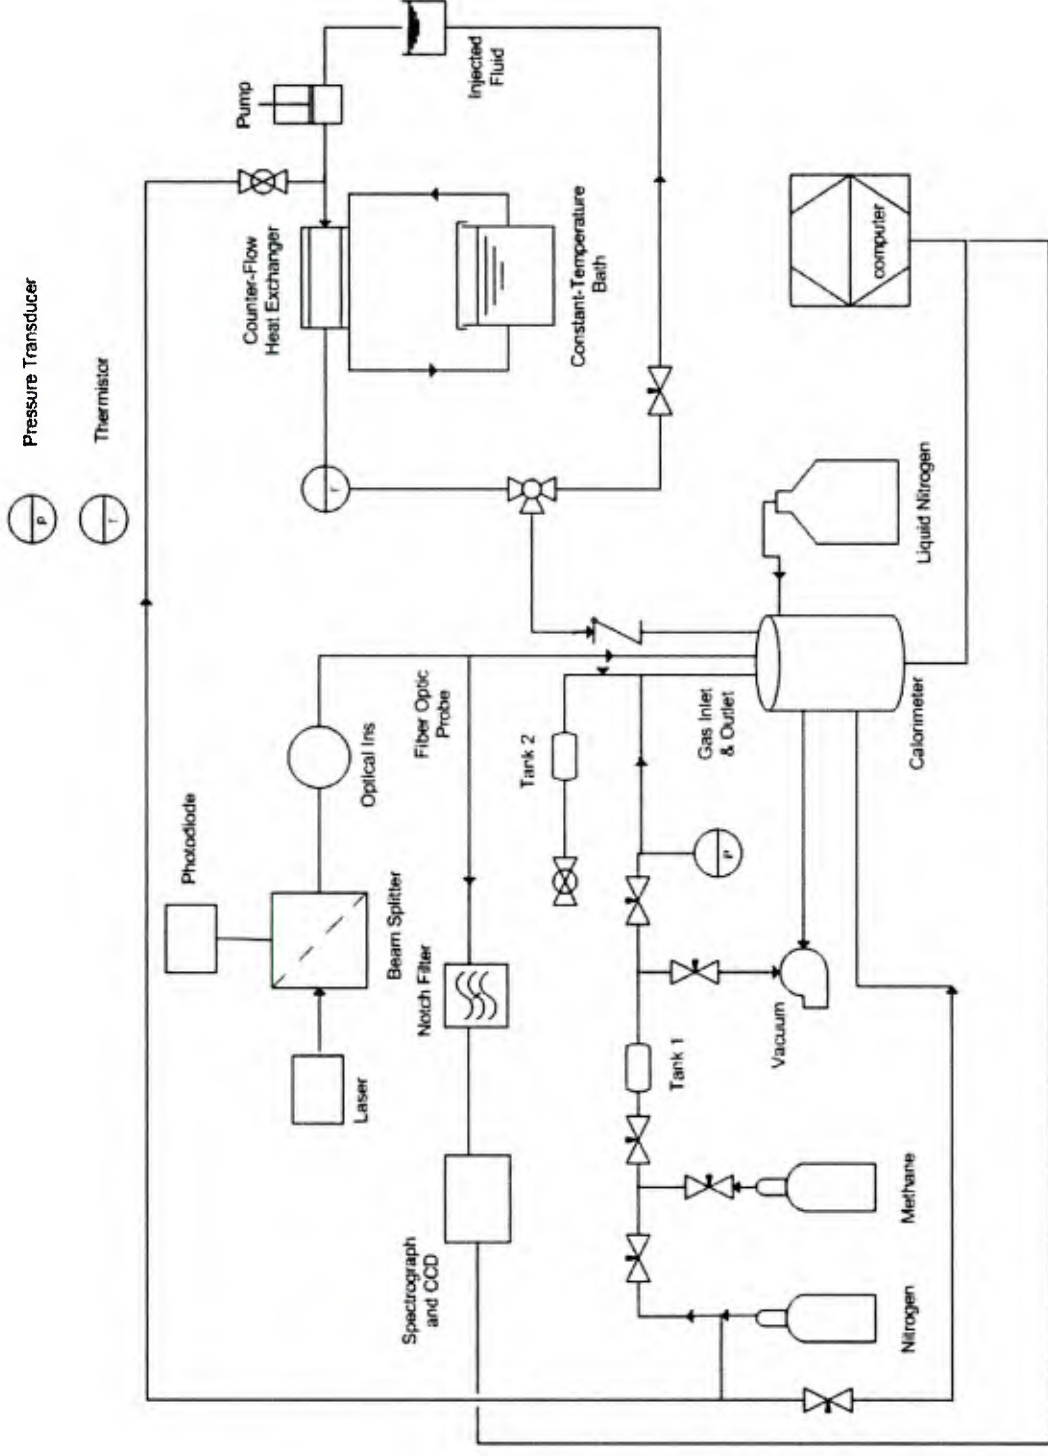 Pressure Transducer
Thermistor
P
T
Pump
Injected
Fluid
Counter-Flow
Heat Exchanger
T
Constant-Temperature
Bath
computer
Liquid Nitrogen
Photodiode
Optical Iris
Beam Splitter
Laser
Fiber Optic
Probe
Notch Filter
Spectrograph
and CCD
Tank 2
Gas Inlet
& Outlet
Calorimeter
P
Tank 1
Vacuum
Methane
Nitrogen